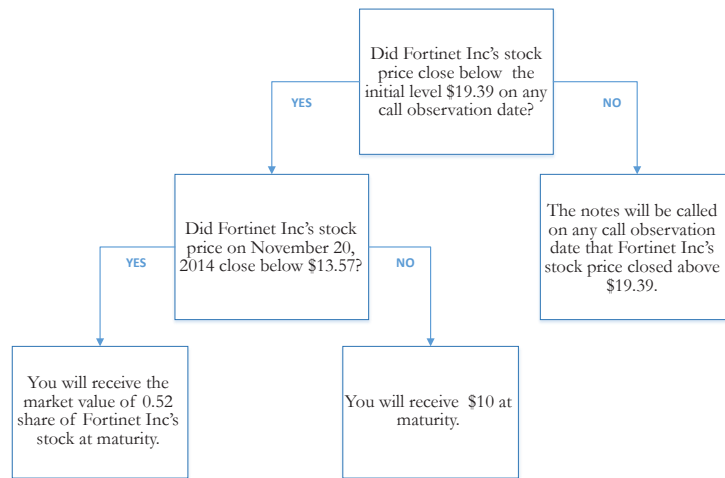 Did Fortinet Inc's stock
price close below the
initial level $19.39 on any
call observation date?
YES
NO
Did Fortinet Inc's stock
price on November 20,
2014 close below $13.57?
The notes will be called
on any call observation
date that Fortinet Inc's
stock price closed above
$19.39.
YES
NO
You will receive the
market value of 0.52
share of Fortinet Inc's
stock at maturity.
You will receive $10 at
maturity.